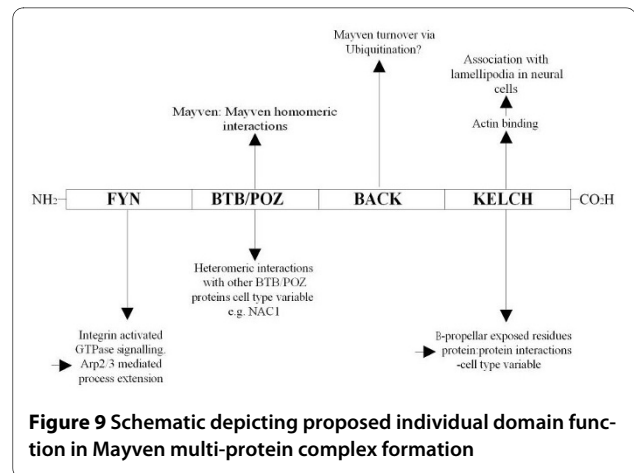 Mayven turnover via
Ubiquitination?
Association with
lamellipodia in neural
cells
Mayven: Mayven homomeric
interactions
Actin binding
NH2 FYN BTB/POZ BACK KELCH CO2H
Heteromeric interactions
with other BTB/POZ
proteins cell type variable
e.g. NAC1
Integrin activated
GTPase signalling.
Arp2/3 mediated
process extension
B-propellar exposed residues
protein:protein interactions
-cell type variable
Figure 9 Schematic depicting proposed individual domain func-
tion in Mayven multi-protein complex formation